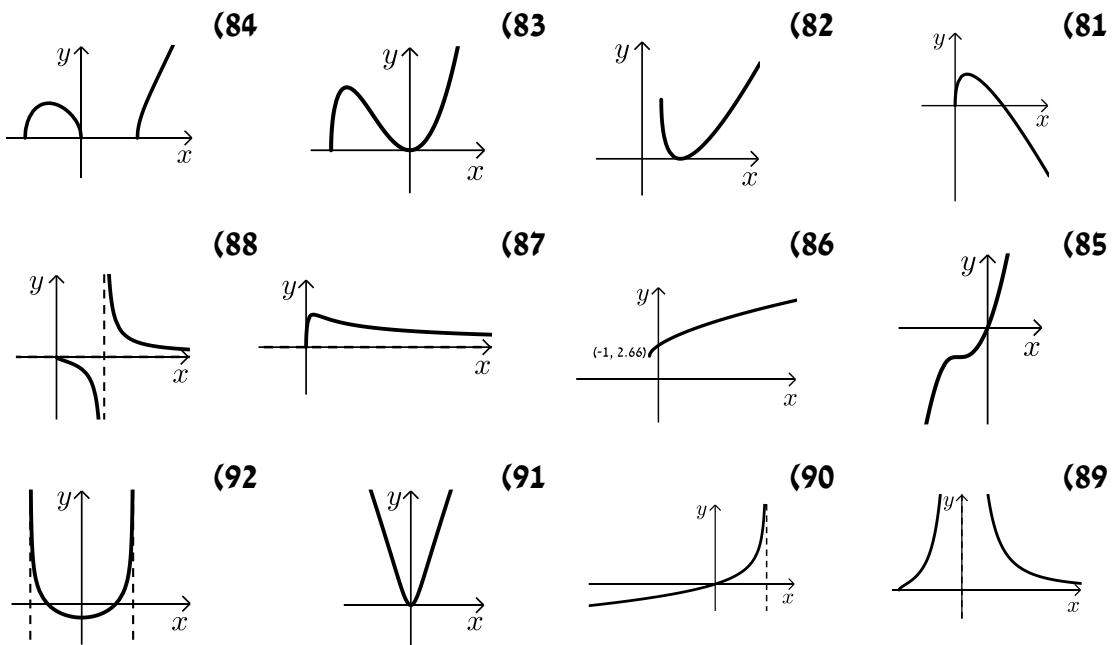 (84 (83 (82 (81
y y y y
x x x x
(88 (87 (86 (85
y y y y
(-1, 2.66)
x x x x
(92 (91 (90 (89
y y y y
x x x x